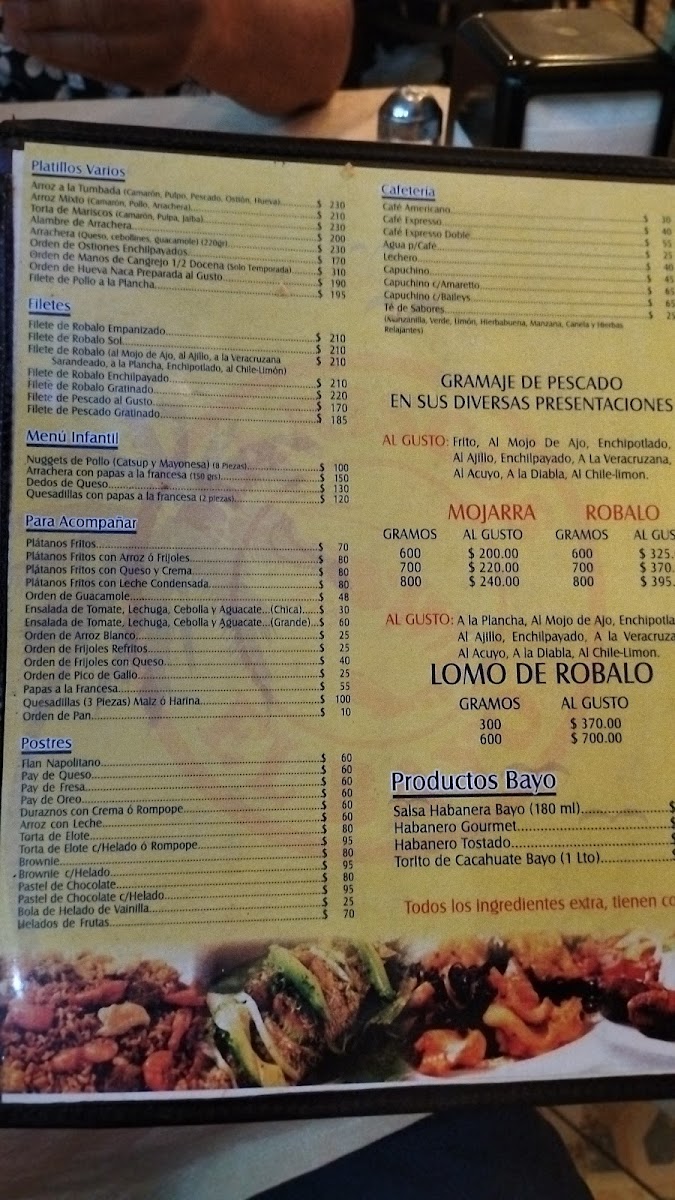 Platillos Varios
Arroz a la Tumbada (Camarón, Pulpo, Pescado, Ostión, Hueva)......$ 230
Arroz Mixto (Camarón, Pollo, Arrachera)......$ 210
Torta de Mariscos (Camarón, Pulpa, Jaiba)......$ 230
Alambre de Arrachera......$ 200
Arrachera (Queso, cebollines, guacamole) (220gr)......$ 230
Orden de Ostiones Enchilpayados......$ 170
Orden de Manos de Cangrejo 1/2 Docena (Solo Temporada)......$ 310
Orden de Hueva Naca Preparada al Gusto......$ 190
Filete de Pollo a la Plancha......$ 195
Filetes
Filete de Robalo Empanizado......$ 210
Filete de Robalo Sol......$ 210
Filete de Robalo (al Mojo de Ajo, al Ajillo, a la Veracruzana $ 210
Sarandeado, a la Plancha, Enchipotlado, al Chile-Limón)
Filete de Robalo Enchilpayado......$ 210
Filete de Robalo Gratinado......$ 220
Filete de Pescado al Gusto......$ 170
Filete de Pescado Gratinado......$ 185
Menú Infantil
Nuggets de Pollo (Catsup y Mayonesa) (8 Piezas)......$ 100
Arrachera con papas a la francesa (150 grs)......$ 150
Dedos de Queso......$ 130
Quesadillas con papas a la francesa (2 piezas)......$ 120
Para Acompañar
Plátanos Fritos......$ 70
Plátanos Fritos con Arroz ó Frijoles......$ 80
Plátanos Fritos con Queso y Crema......$ 80
Plátanos Fritos con Leche Condensada......$ 80
Orden de Guacamole......$ 48
Ensalada de Tomate, Lechuga, Cebolla y Aguacate...(Chica)......$ 30
Ensalada de Tomate, Lechuga, Cebolla y Aguacate...(Grande)...$ 60
Orden de Arroz Blanco......$ 25
Orden de Frijoles Refritos......$ 25
Orden de Frijoles con Queso......$ 40
Orden de Pico de Gallo......$ 25
Papas a la Francesa......$ 55
Quesadillas (3 Piezas) Maíz ó Harina......$ 100
Orden de Pan......$ 10
Postres
Flan Napolitano......$ 60
Pay de Queso......$ 60
Pay de Fresa......$ 60
Pay de Oreo......$ 60
Duraznos con Crema ó Rompope......$ 60
Arroz con Leche......$ 60
Torta de Elote......$ 80
Torta de Elote c/Helado ó Rompope......$ 95
Brownie......$ 80
Brownie c/Helado......$ 95
Pastel de Chocolate......$ 80
Pastel de Chocolate c/Helado......$ 95
Bola de Helado de Vainilla......$ 25
Helados de Frutas......$ 70
Cafetería
Café Americano......$ 30
Café Expresso......$ 40
Café Expresso Doble......$ 55
Agua p/Café......$ 25
Lechero......$ 40
Capuchino......$ 45
Capuchino c/Amaretto......$ 65
Capuchino c/Baileys......$ 65
Té de Sabores......$ 25
(Manzanilla, Verde, Limón, Hierbabuena, Manzana, Canela y Hierbas
Relajantes)
GRAMAJE DE PESCADO
EN SUS DIVERSAS PRESENTACIONES
AL GUSTO: Frito, Al Mojo De Ajo, Enchipotlado,
Al Ajillo, Enchilpayado, A La Veracruzana,
Al Acuyo, A la Diabla, Al Chile-limon.
MOJARRA ROBALO
GRAMOS AL GUSTO GRAMOS AL GUS
600 $ 200.00 600 $ 325.
700 $ 220.00 700 $ 370.
800 $ 240.00 800 $ 395.
AL GUSTO: A la Plancha, Al Mojo de Ajo, Enchipotla
Al Ajillo, Enchilpayado, A la Veracruza
Al Acuyo, A la Diabla, Al Chile-Limon.
LOMO DE ROBALO
GRAMOS AL GUSTO
300 $ 370.00
600 $ 700.00
Productos Bayo
Salsa Habanera Bayo (180 ml)......$
Habanero Gourmet......$
Habanero Tostado......$
Torito de Cacahuate Bayo (1 Lto)......$
Todos los ingredientes extra, tienen co